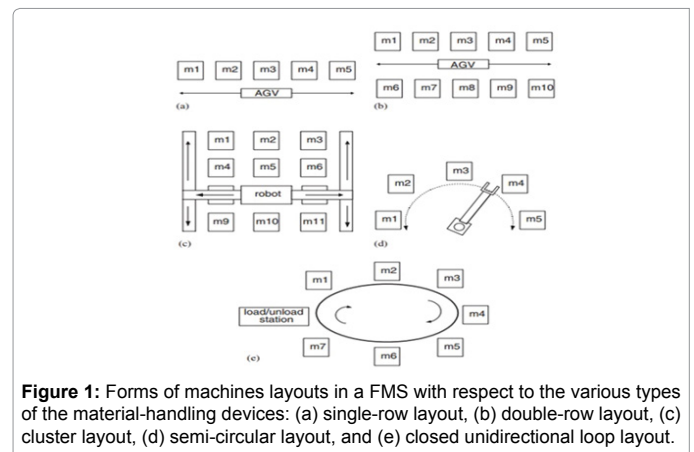 m1 m2 m3 m4 m5
AGV
(a)
m1 m2 m3 m4 m5
AGV
m6 m7 m8 m9 m10
(b)
m1 m2 m3
m4 m5 m6
robot
m9 m10 m11
(c)
m3
m2 m4
m1 m5
(d)
m2
m1 m3
load/unload
station
m4
m7 m5
m6
(e)
Figure 1: Forms of machines layouts in a FMS with respect to the various types
of the material-handling devices: (a) single-row layout, (b) double-row layout, (c)
cluster layout, (d) semi-circular layout, and (e) closed unidirectional loop layout.